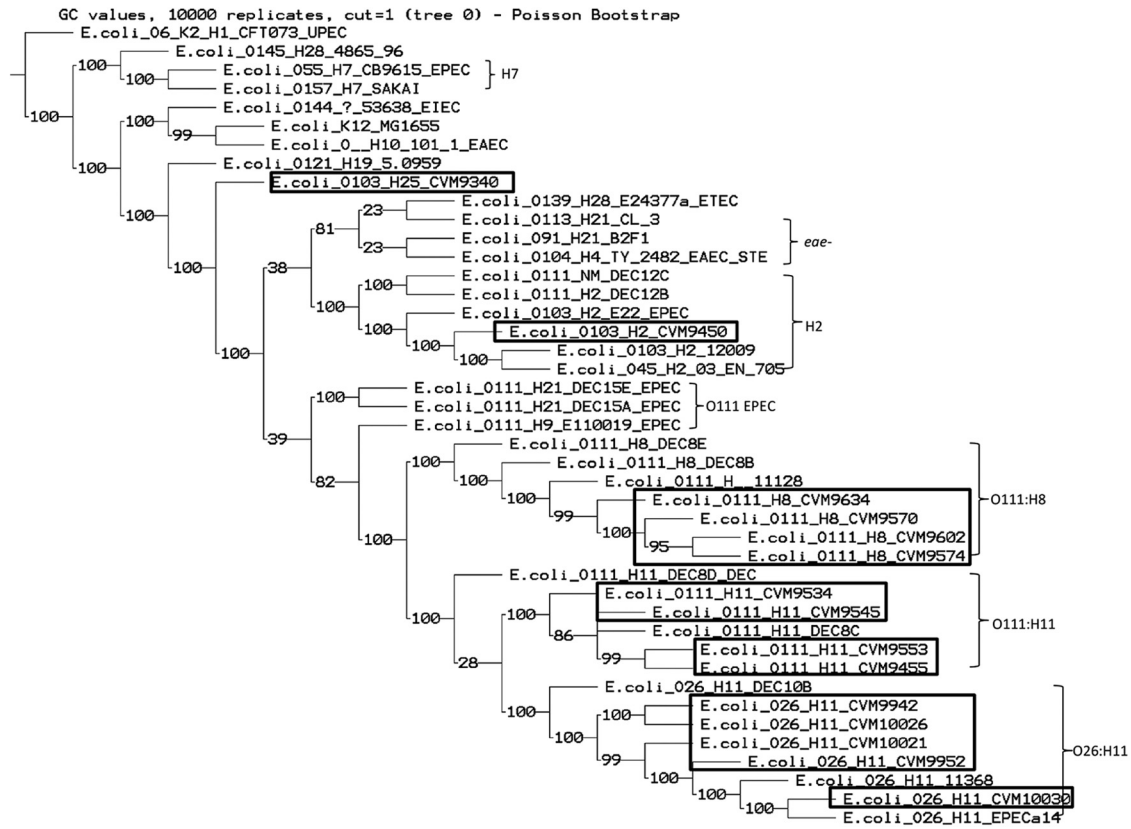 GC values, 10000 replicates, cut=1 (tree 0) - Poisson Bootstrap
E.coli_06_K2_H1_CFT073_UPEC
E.coli_0145_H28_4865_96
100
E.coli_055_H7_CB9615_EPEC
H7
100
E.coli_0157_H7_SAKAI
E.coli_0144_?_53638_EIEC
100
E.coli_K12_MG1655
99
E.coli_O__H10_101_1_EAEC
100
E.coli_0121_H19_5.0959
100
E.coli_0103_H25_CVM9340
E.coli_0139_H28_E24377a_ETEC
23
E.coli_0113_H21_CL_3
100
81
E.coli_091_H21_B2F1
eae-
23
E.coli_0104_H4_TY_2482_EAEC_STE
100
38
E.coli_0111_NM_DEC12C
100
E.coli_0111_H2_DEC12B
100
E.coli_0103_H2_E22_EPEC
100
E.coli_0103_H2_CVM9450
H2
100
E.coli_0103_H2_12009
100
100
E.coli_045_H2_03_EN_705
E.coli_0111_H21_DEC15E_EPEC
100
E.coli_0111_H21_DEC15A_EPEC
O111 EPEC
E.coli_0111_H9_E110019_EPEC
39
E.coli_0111_H8_DEC8E
100
E.coli_0111_H8_DEC8B
82
100
E.coli_0111_H__11128
100
E.coli_0111_H8_CVM9634
O111:H8
99
E.coli_0111_H8_CVM9570
100
E.coli_0111_H8_CVM9602
100
95
E.coli_0111_H8_CVM9574
E.coli_0111_H11_DEC8D_DEC
E.coli_0111_H11_CVM9534
100
100
E.coli_0111_H11_CVM9545
O111:H11
86
E.coli_0111_H11_DEC8C
E.coli_0111_H11_CVM9553
99
28
E.coli_0111_H11_CVM9455
E.coli_026_H11_DEC10B
100
E.coli_026_H11_CVM9942
100
E.coli_026_H11_CVM10026
100
E.coli_026_H11_CVM10021
O26:H11
99
E.coli_026_H11_CVM9952
100
E.coli_026_H11_11368
100
E.coli_026_H11_CVM10030
100
E.coli_026_H11_EPECa14